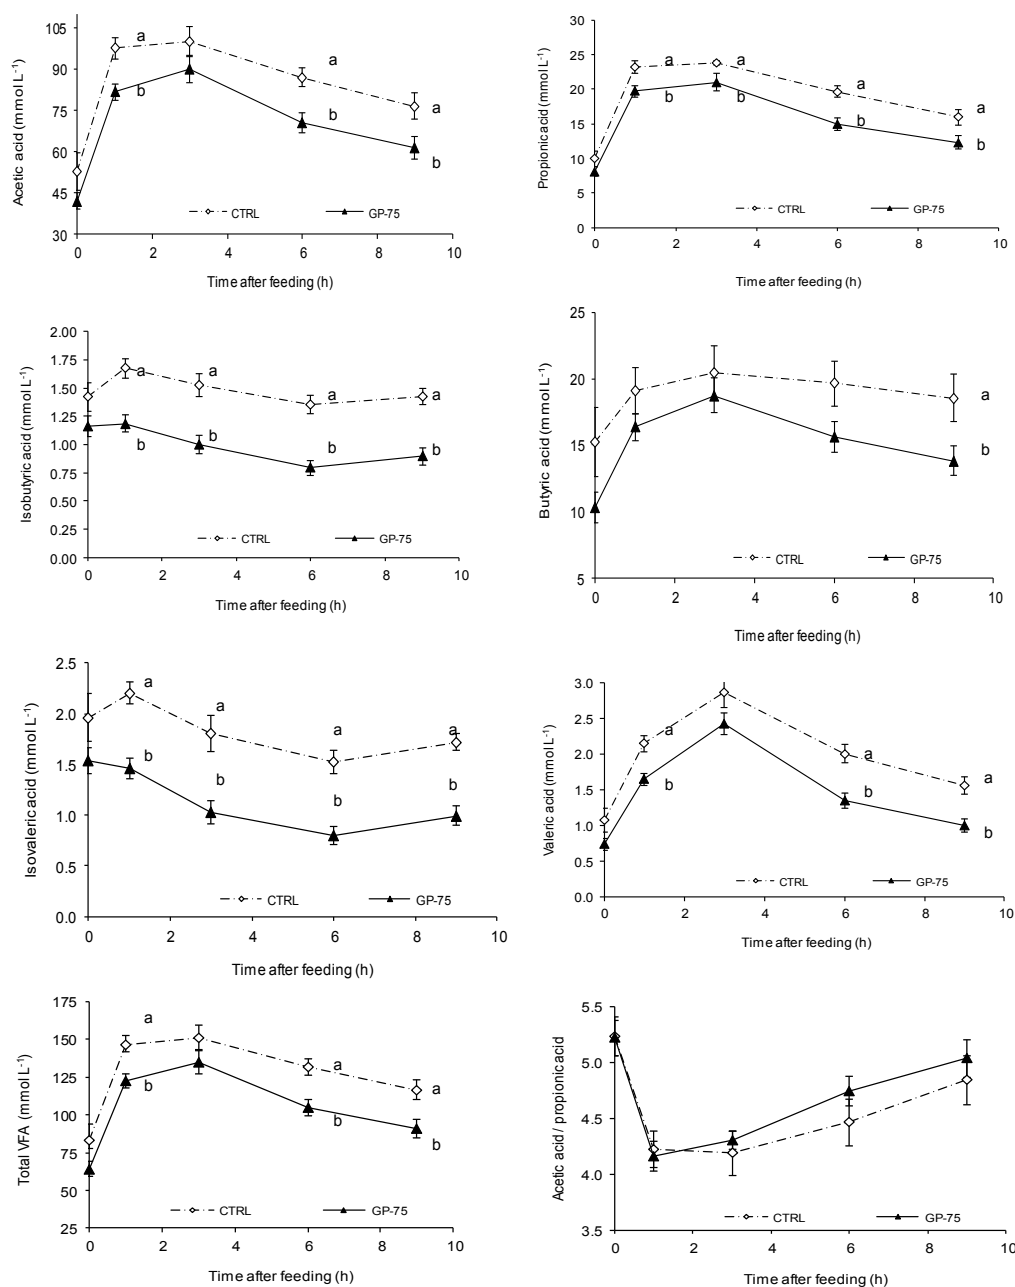 Acetic acid (mmol L⁻¹)
105
90
75
60
45
30
a
b
a
b
a
b
CTRL
GP-75
0 2 4 6 8 10
Time after feeding (h)
Propionic acid (mmol L⁻¹)
30
25
20
15
10
5
0
a
b
a
b
a
b
a
b
CTRL
GP-75
0 2 4 6 8 10
Time after feeding (h)
Isobutyric acid (mmol L⁻¹)
2.00
1.75
1.50
1.25
1.00
0.75
0.50
0.25
0.00
a
b
a
b
a
b
a
b
CTRL
GP-75
0 2 4 6 8 10
Time after feeding (h)
Butyric acid (mmol L⁻¹)
25
20
15
10
5
a
b
CTRL
GP-75
0 2 4 6 8 10
Time after feeding (h)
Isovaleric acid (mmol L⁻¹)
2.5
2.0
1.5
1.0
0.5
0.0
a
b
a
b
a
b
a
b
CTRL
GP-75
0 2 4 6 8 10
Time after feeding (h)
Valeric acid (mmol L⁻¹)
3.0
2.5
2.0
1.5
1.0
0.5
0.0
a
b
a
b
a
b
CTRL
GP-75
0 2 4 6 8 10
Time after feeding (h)
Total VFA (mmol L⁻¹)
175
150
125
100
75
50
25
a
b
a
b
a
b
CTRL
GP-75
0 2 4 6 8 10
Time after feeding (h)
Acetic acid / propionic acid
5.5
5.0
4.5
4.0
3.5
CTRL
GP-75
0 2 4 6 8 10
Time after feeding (h)